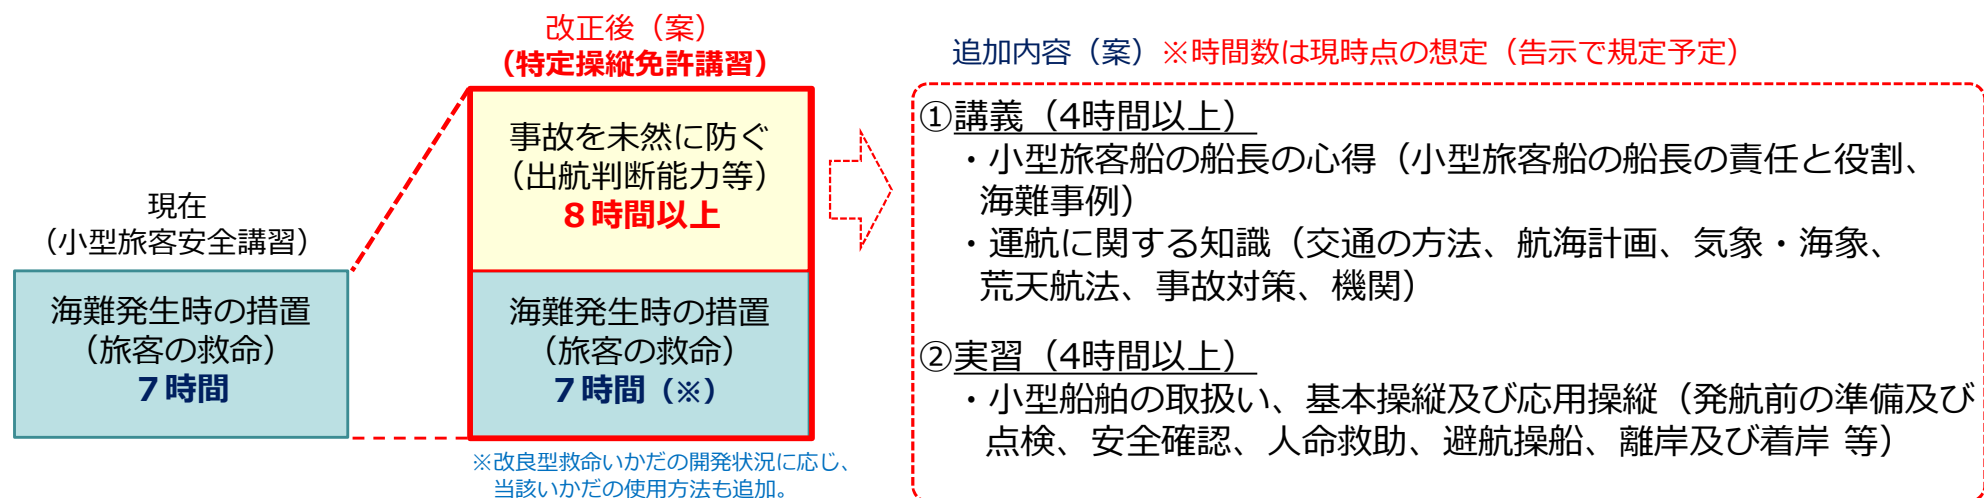 現在
（小型旅客安全講習）
海難発生時の措置
（旅客の救命）
７時間
改正後（案）
（特定操縦免許講習）
事故を未然に防ぐ
（出航判断能力等）
８時間以上
海難発生時の措置
（旅客の救命）
７時間（※）
※改良型救命いかだの開発状況に応じ、
当該いかだの使用方法も追加。
追加内容（案）※時間数は現時点の想定（告示で規定予定）
①講義（4時間以上）
・小型旅客船の船長の心得（小型旅客船の船長の責任と役割、
海難事例）
・運航に関する知識（交通の方法、航海計画、気象・海象、
荒天航法、事故対策、機関）
②実習（4時間以上）
・小型船舶の取扱い、基本操縦及び応用操縦（発航前の準備及び
点検、安全確認、人命救助、避航操船、離岸及び着岸 等）